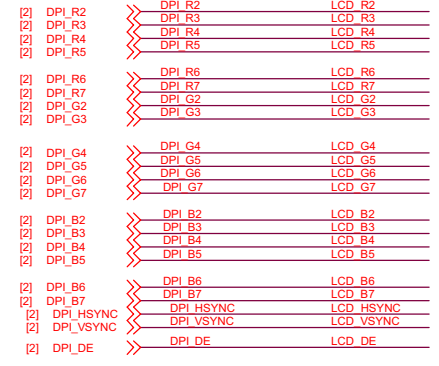 [2] DPI_R2 DPI_R2 LCD_R2
[2] DPI_R3 DPI_R3 LCD_R3
[2] DPI_R4 DPI_R4 LCD_R4
[2] DPI_R5 DPI_R5 LCD_R5
[2] DPI_R6 DPI_R6 LCD_R6
[2] DPI_R7 DPI_R7 LCD_R7
[2] DPI_G2 DPI_G2 LCD_G2
[2] DPI_G3 DPI_G3 LCD_G3
[2] DPI_G4 DPI_G4 LCD_G4
[2] DPI_G5 DPI_G5 LCD_G5
[2] DPI_G6 DPI_G6 LCD_G6
[2] DPI_G7 DPI_G7 LCD_G7
[2] DPI_B2 DPI_B2 LCD_B2
[2] DPI_B3 DPI_B3 LCD_B3
[2] DPI_B4 DPI_B4 LCD_B4
[2] DPI_B5 DPI_B5 LCD_B5
[2] DPI_B6 DPI_B6 LCD_B6
[2] DPI_B7 DPI_B7 LCD_B7
[2] DPI_HSYNC DPI_HSYNC LCD_HSYNC
[2] DPI_VSYNC DPI_VSYNC LCD_VSYNC
[2] DPI_DE DPI_DE LCD_DE